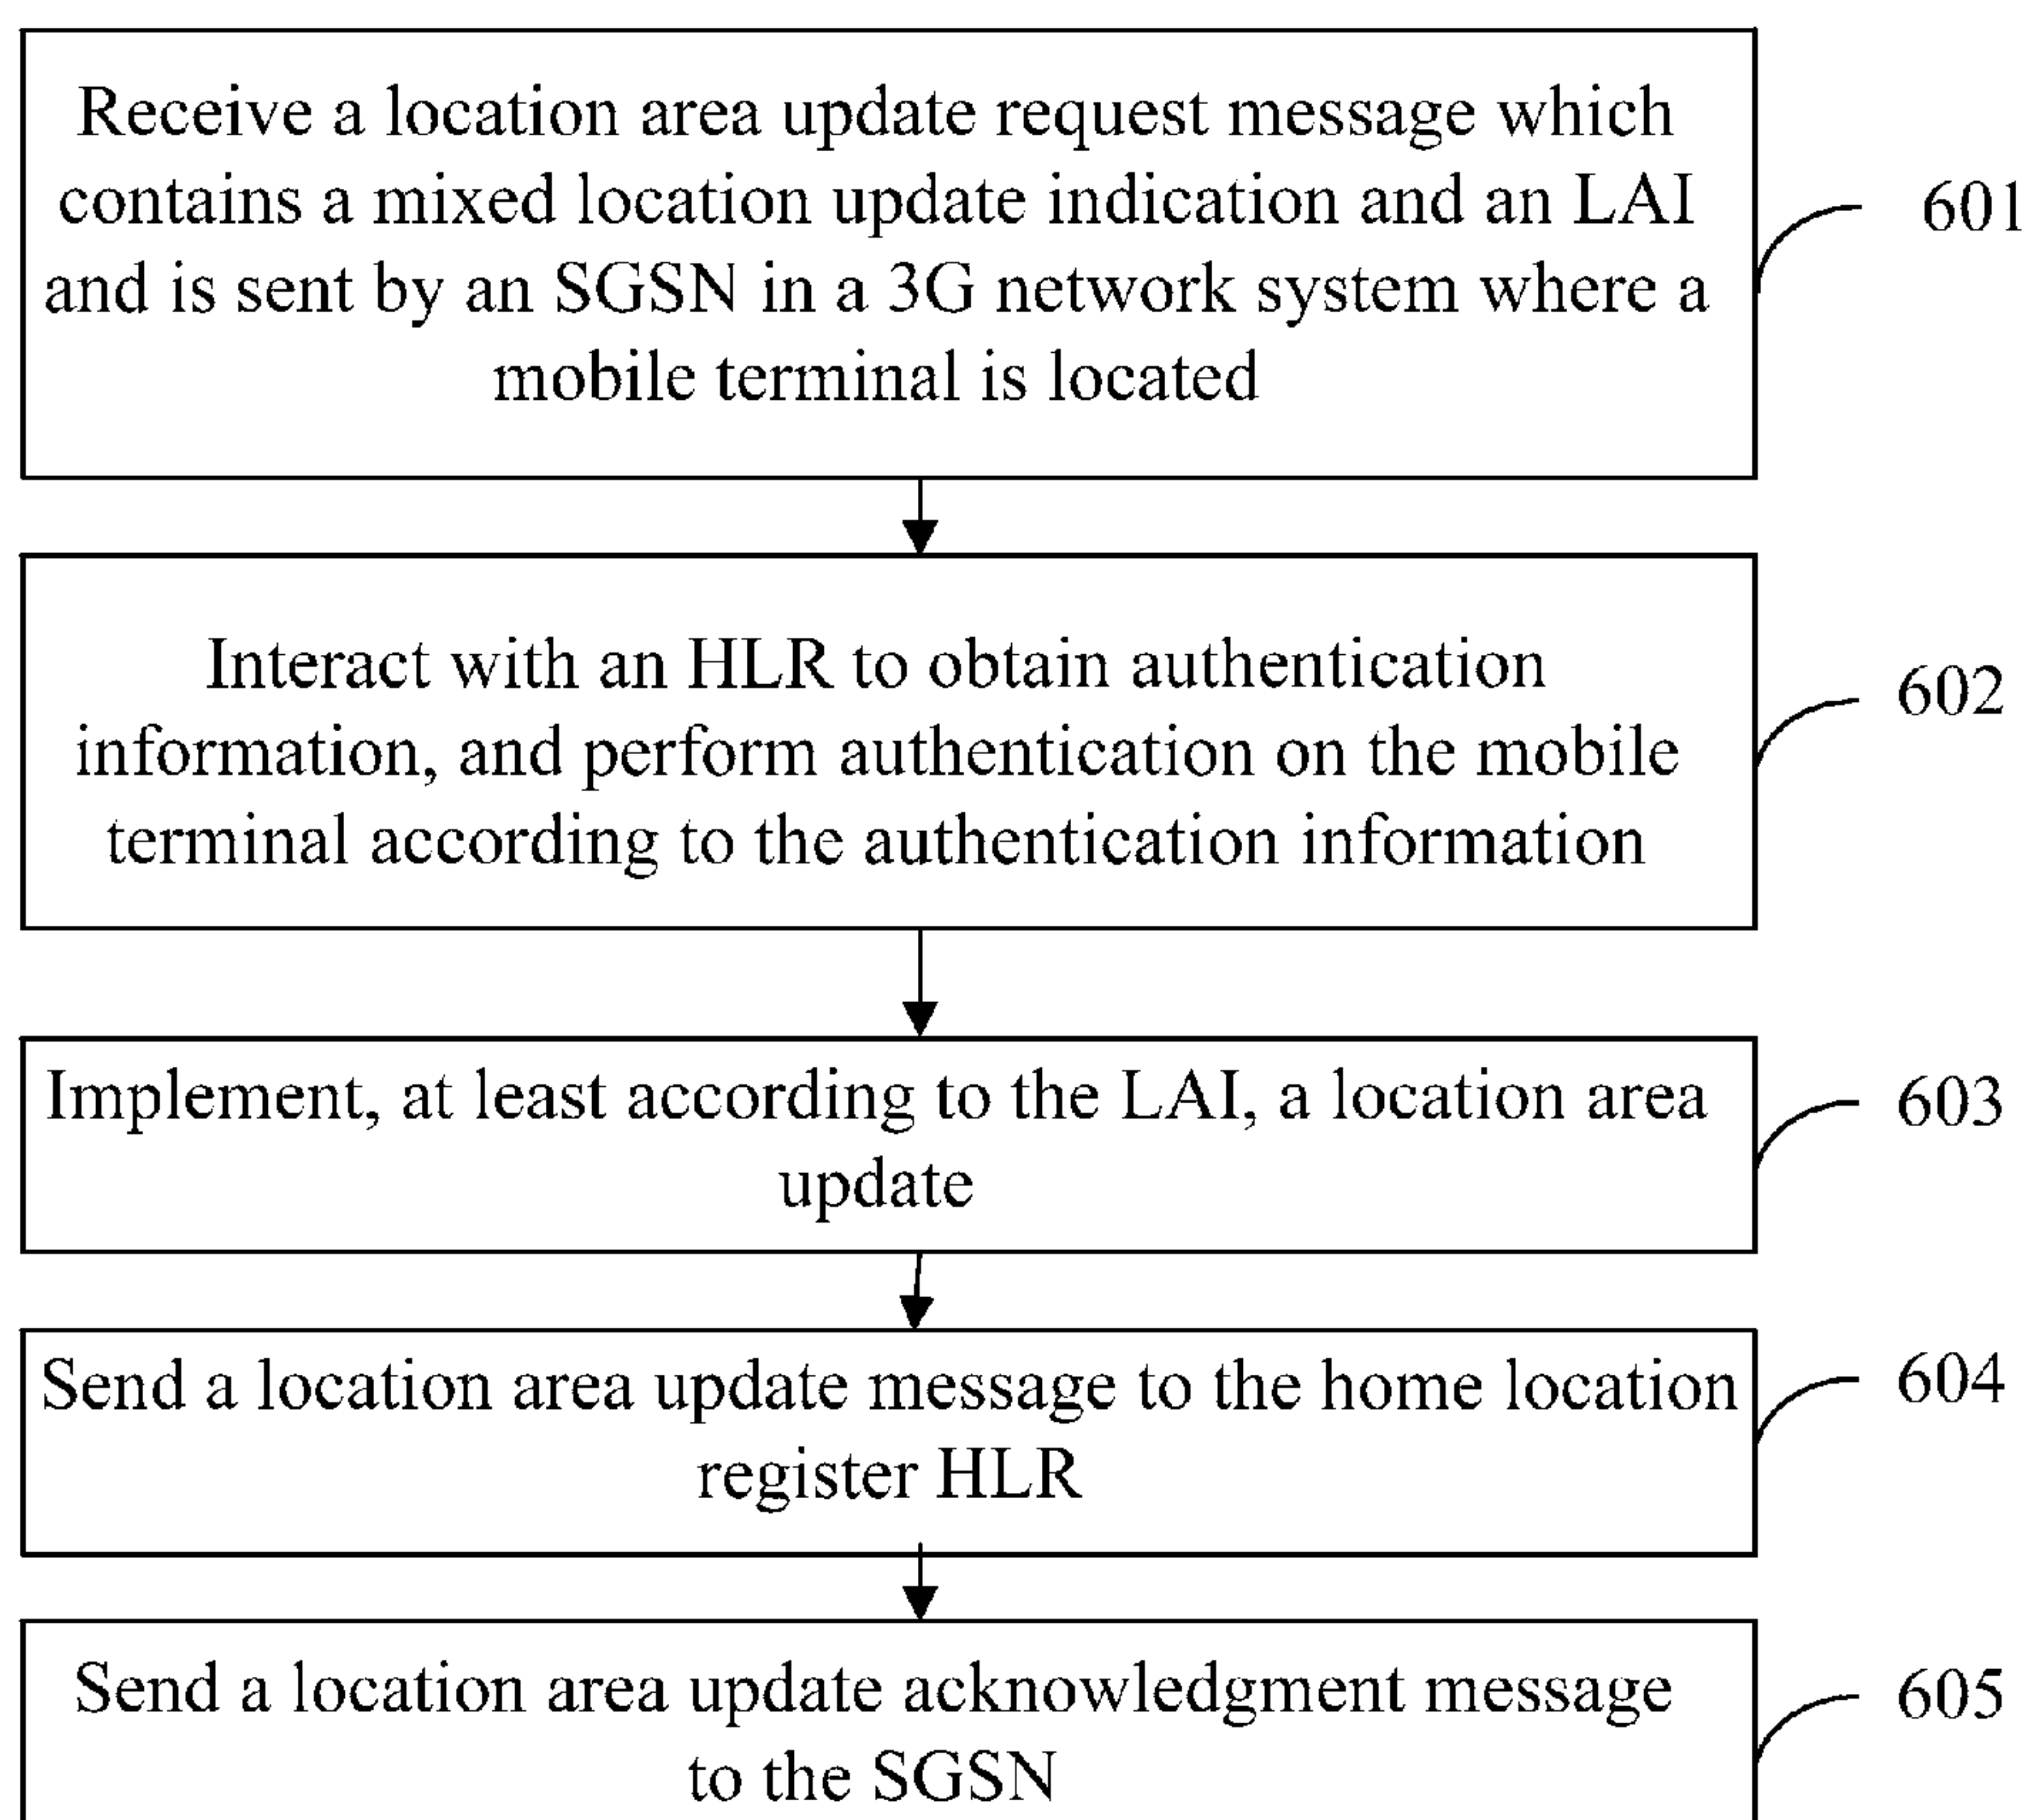 Receive a location area update request message which
contains a mixed location update indication and an LAI
and is sent by an SGSN in a 3G network system where a
mobile terminal is located
601
Interact with an HLR to obtain authentication
information, and perform authentication on the mobile
terminal according to the authentication information
602
Implement, at least according to the LAI, a location area
update
603
Send a location area update message to the home location
register HLR
604
Send a location area update acknowledgment message
to the SGSN
605